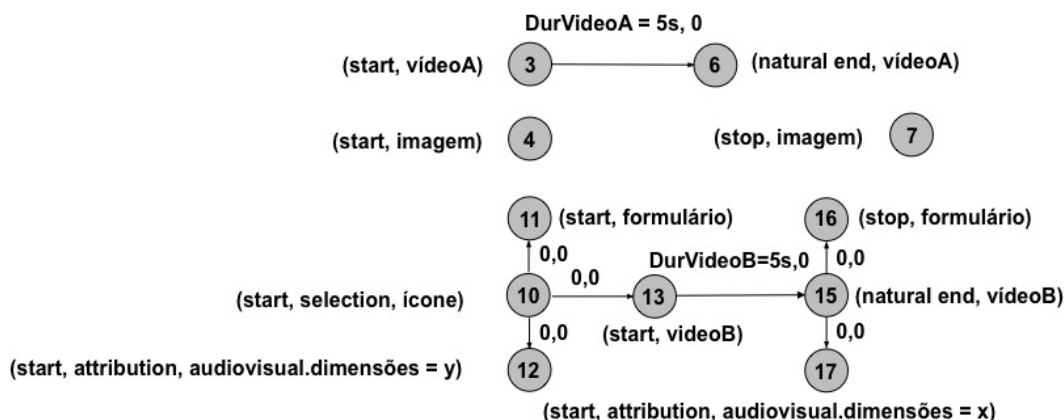 DurVideoA = 5s, 0
(start, vídeoA) 3 6 (natural end, vídeoA)
(start, imagem) 4 (stop, imagem) 7
11 (start, formulário) 16 (stop, formulário)
0,0 DurVideoB=5s,0 0,0
0,0
(start, selection, ícone) 10 13 15 (natural end, vídeoB)
0,0 (start, videoB) 0,0
(start, attribution, audiovisual.dimensões = y) 12 17
(start, attribution, audiovisual.dimensões = x)